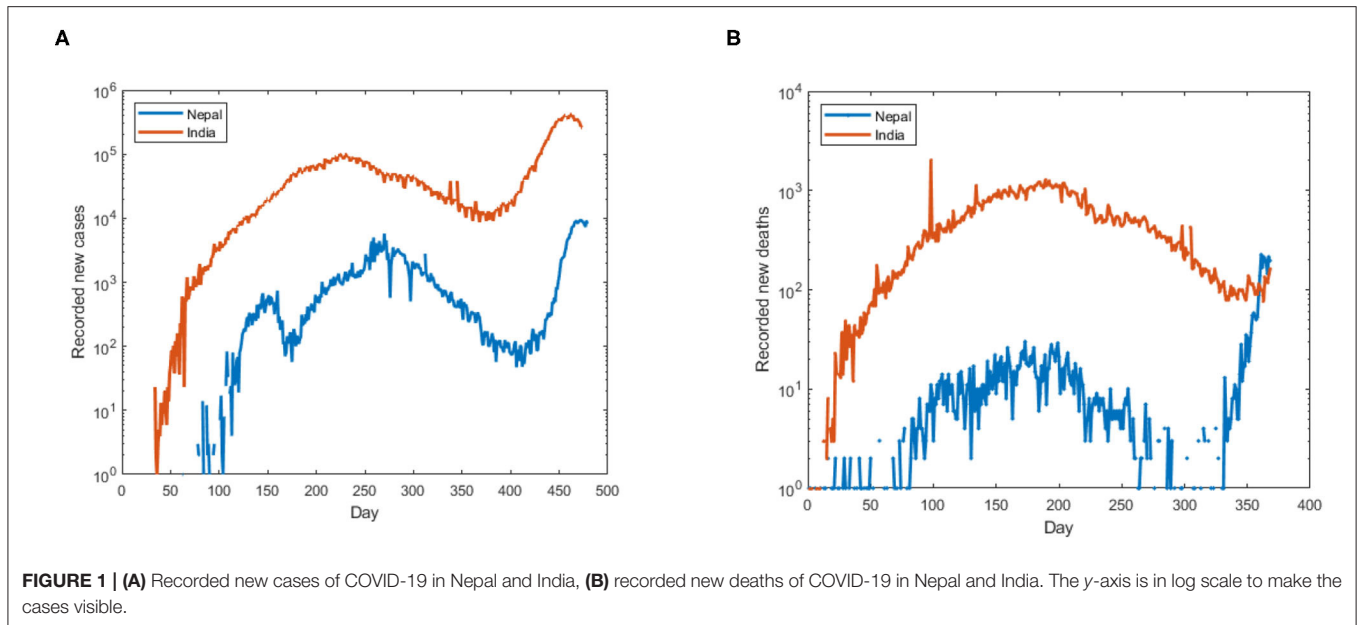 A
10^6
10^5
10^4
10^3
10^2
10^1
10^0
Recorded new cases
Nepal
India
0 50 100 150 200 250 300 350 400 450 500
Day
B
10^4
10^3
10^2
10^1
10^0
Recorded new deaths
Nepal
India
0 50 100 150 200 250 300 350 400
Day
FIGURE 1 | (A) Recorded new cases of COVID-19 in Nepal and India, (B) recorded new deaths of COVID-19 in Nepal and India. The y-axis is in log scale to make the
cases visible.